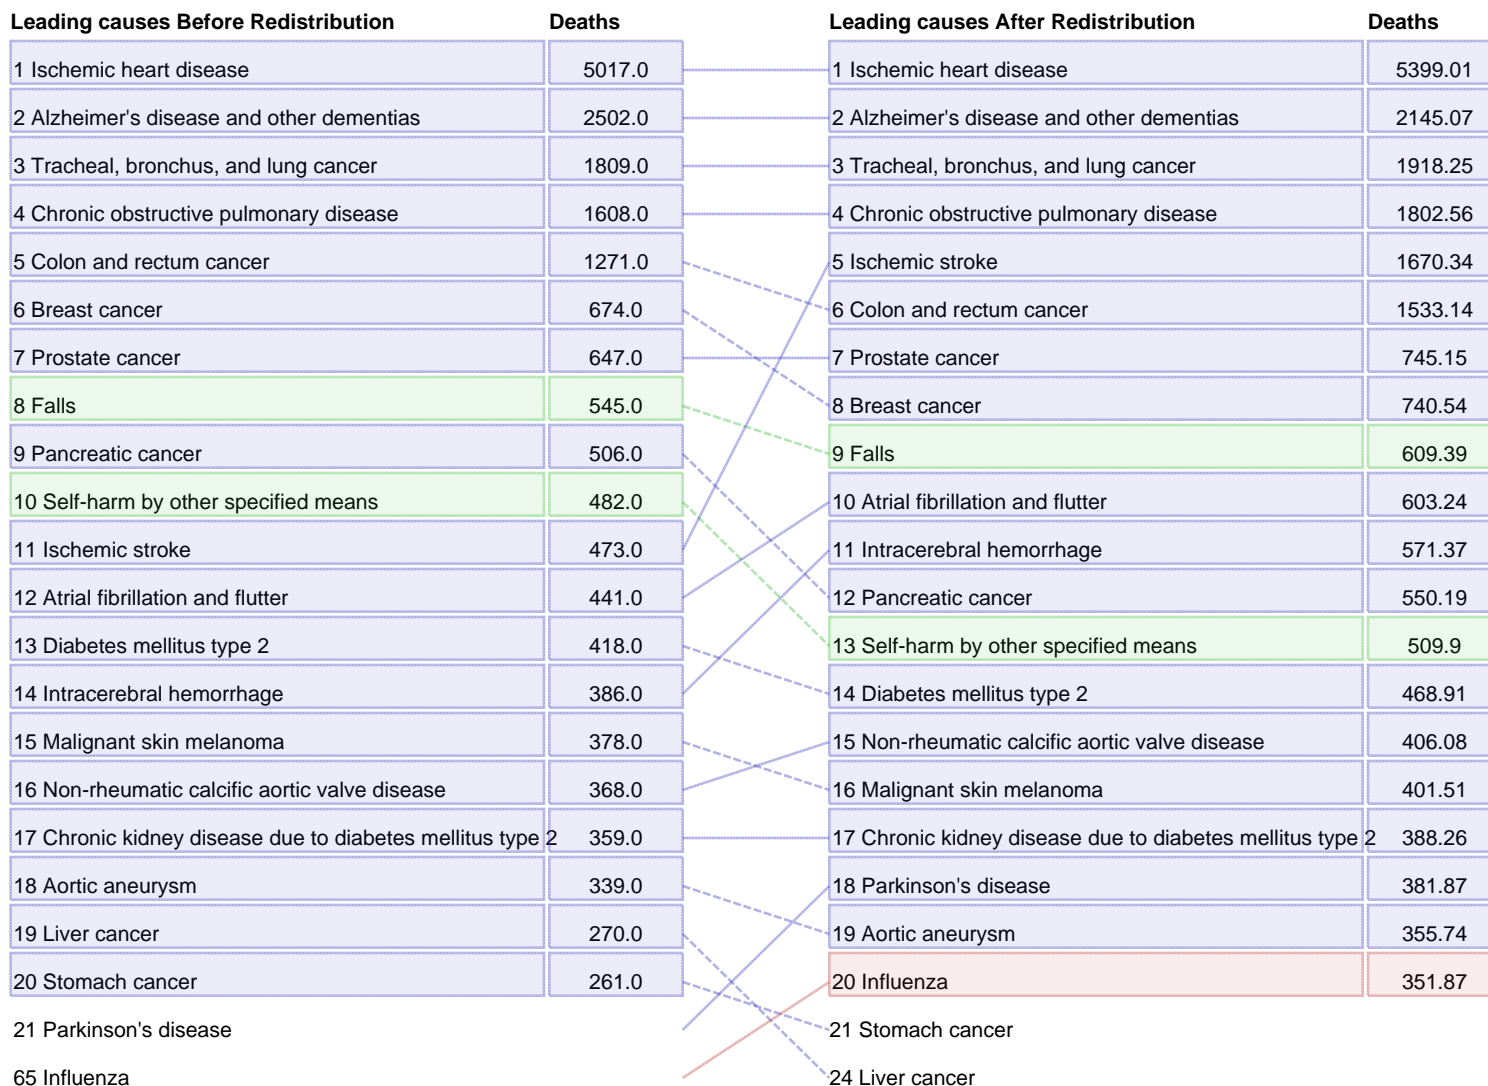 Leading causes Before Redistribution Deaths Leading causes After Redistribution Deaths
1 Ischemic heart disease 5017.0 1 Ischemic heart disease 5399.01
2 Alzheimer's disease and other dementias 2502.0 2 Alzheimer's disease and other dementias 2145.07
3 Tracheal, bronchus, and lung cancer 1809.0 3 Tracheal, bronchus, and lung cancer 1918.25
4 Chronic obstructive pulmonary disease 1608.0 4 Chronic obstructive pulmonary disease 1802.56
5 Colon and rectum cancer 1271.0 5 Ischemic stroke 1670.34
6 Breast cancer 674.0 6 Colon and rectum cancer 1533.14
7 Prostate cancer 647.0 7 Prostate cancer 745.15
8 Falls 545.0 8 Breast cancer 740.54
9 Pancreatic cancer 506.0 9 Falls 609.39
10 Self-harm by other specified means 482.0 10 Atrial fibrillation and flutter 603.24
11 Ischemic stroke 473.0 11 Intracerebral hemorrhage 571.37
12 Atrial fibrillation and flutter 441.0 12 Pancreatic cancer 550.19
13 Diabetes mellitus type 2 418.0 13 Self-harm by other specified means 509.9
14 Intracerebral hemorrhage 386.0 14 Diabetes mellitus type 2 468.91
15 Malignant skin melanoma 378.0 15 Non-rheumatic calcific aortic valve disease 406.08
16 Non-rheumatic calcific aortic valve disease 368.0 16 Malignant skin melanoma 401.51
17 Chronic kidney disease due to diabetes mellitus type 2 359.0 17 Chronic kidney disease due to diabetes mellitus type 2 388.26
18 Aortic aneurysm 339.0 18 Parkinson's disease 381.87
19 Liver cancer 270.0 19 Aortic aneurysm 355.74
20 Stomach cancer 261.0 20 Influenza 351.87
21 Parkinson's disease 21 Stomach cancer
65 Influenza 24 Liver cancer